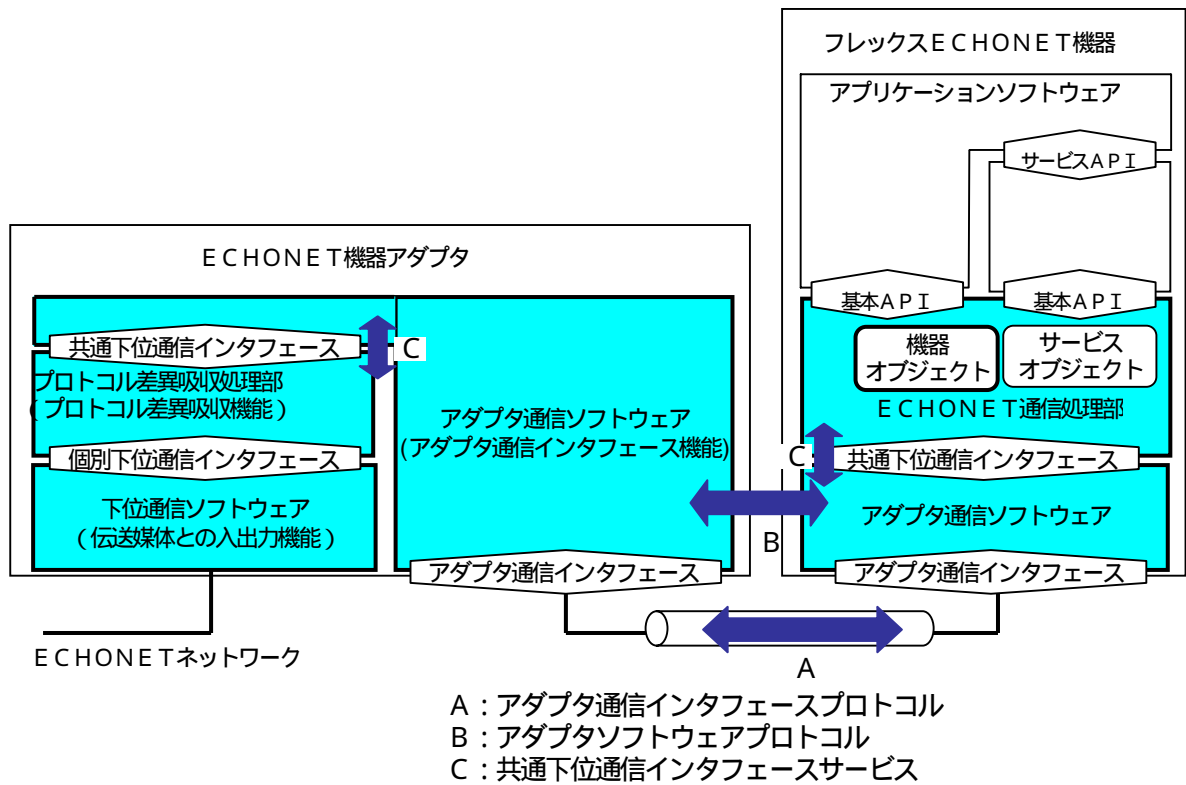 フレックスＥＣＨＯＮＥＴ機器
アプリケーションソフトウェア
サービスＡＰＩ
ＥＣＨＯＮＥＴ機器アダプタ
基本ＡＰＩ
基本ＡＰＩ
共通下位通信インタフェース
C
機器
オブジェクト
サービス
オブジェクト
プロトコル差異吸収処理部
(プロトコル差異吸収機能)
ＥＣＨＯＮＥＴ通信処理部
アダプタ通信ソフトウェア
(アダプタ通信インタフェース機能)
個別下位通信インタフェース
C
共通下位通信インタフェース
下位通信ソフトウェア
(伝送媒体との入出力機能)
アダプタ通信ソフトウェア
B
アダプタ通信インタフェース
アダプタ通信インタフェース
ＥＣＨＯＮＥＴネットワーク
A
A：アダプタ通信インタフェースプロトコル
B：アダプタソフトウェアプロトコル
C：共通下位通信インタフェースサービス